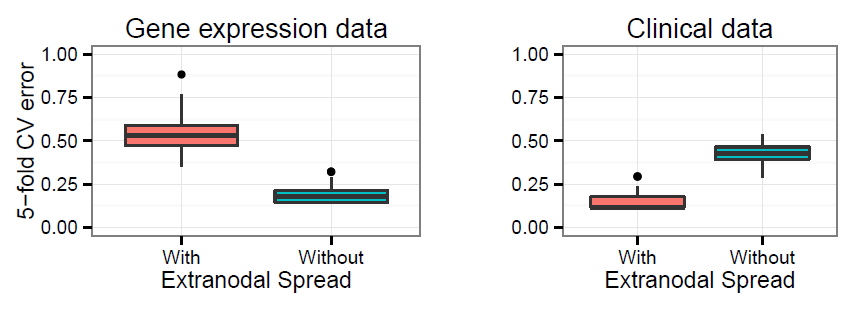 Gene expression data
5−fold CV error
1.00
0.75
0.50
0.25
0.00
With Without
Extranodal Spread
Clinical data
1.00
0.75
0.50
0.25
0.00
With Without
Extranodal Spread